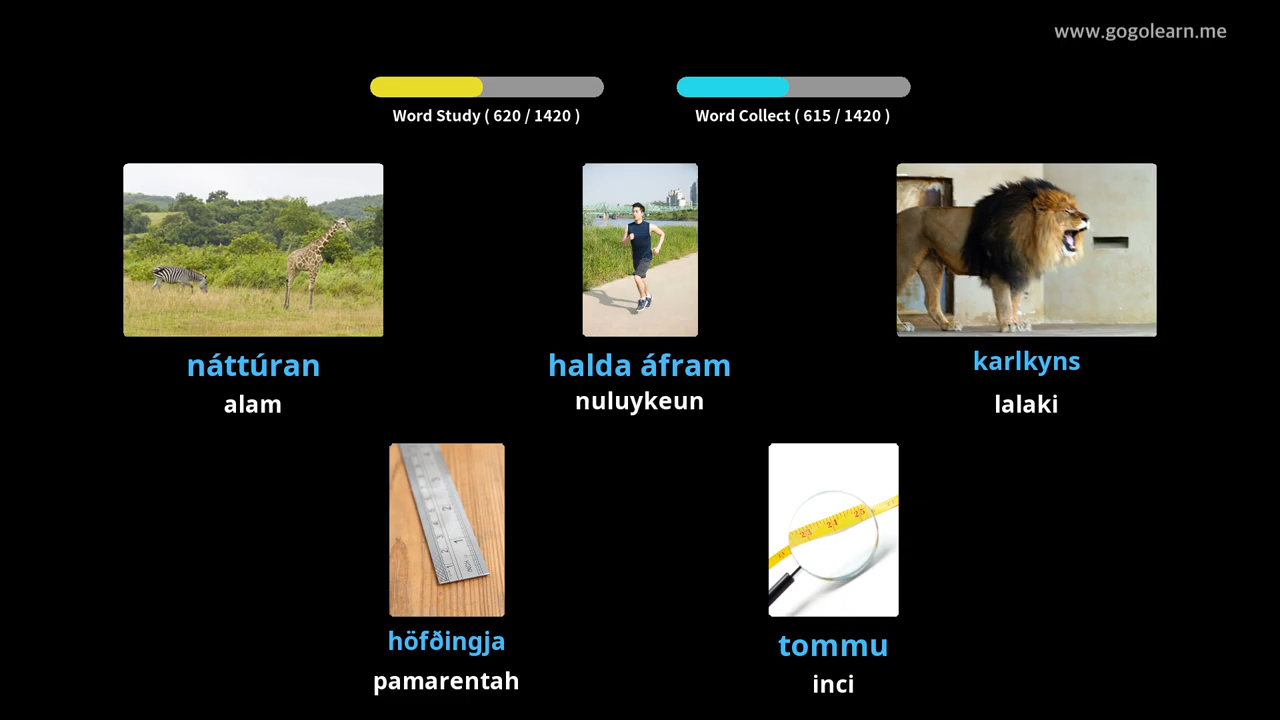 www.gogolearn.me
Word Study ( 620 / 1420 )
Word Collect ( 615 / 1420 )
náttúran
halda áfram
karlkyns
alam
nuluykeun
lalaki
höfðingja
tommu
pamarentah
inci